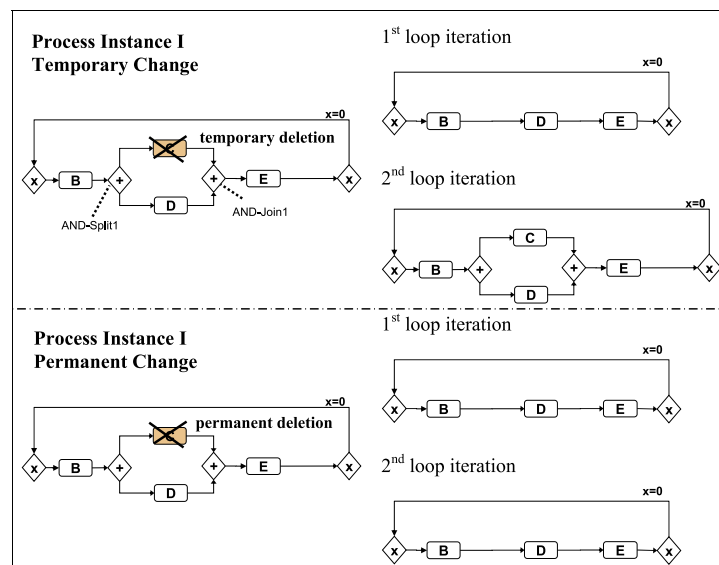 Process Instance I
Temporary Change
x=0
C
temporary deletion
x
B
+
+
E
x
D
AND-Split1
AND-Join1
1st loop iteration
x=0
x
B
D
E
x
2nd loop iteration
x=0
C
x
B
+
+
E
x
D
Process Instance I
Permanent Change
x=0
C
permanent deletion
x
B
+
+
E
x
D
1st loop iteration
x=0
x
B
D
E
x
2nd loop iteration
x=0
x
B
D
E
x